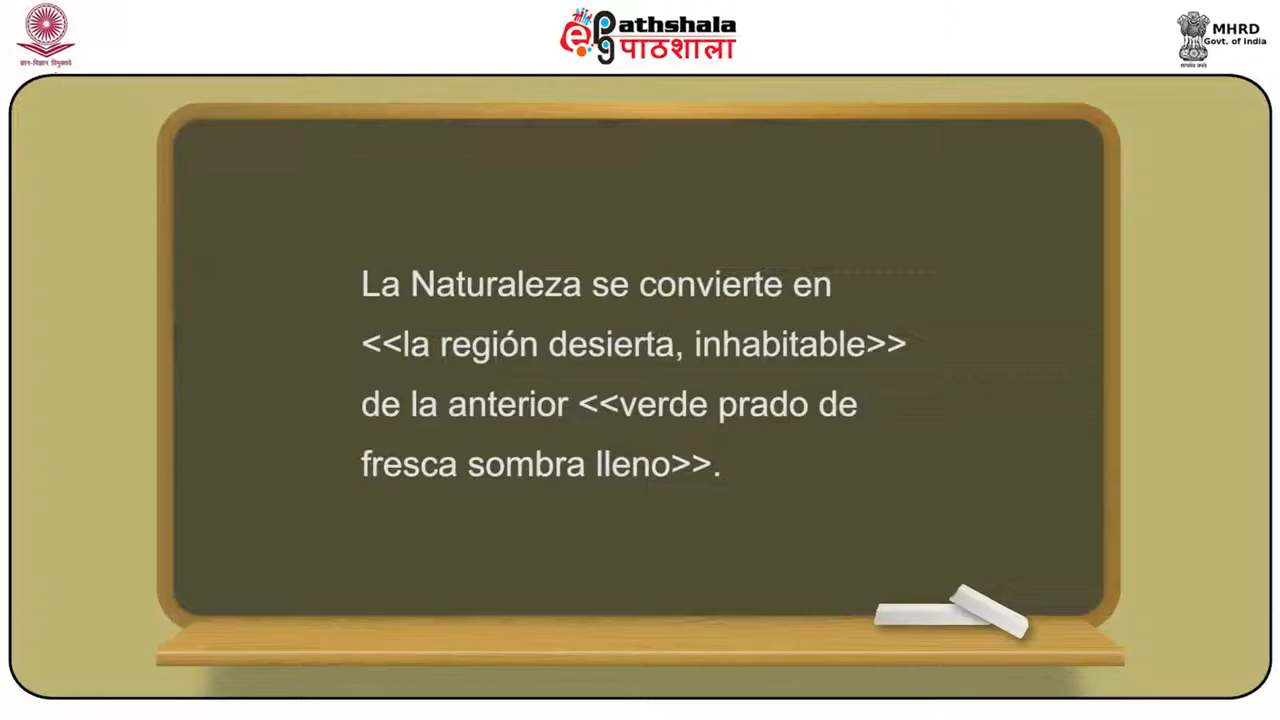 ePathshala
पाठशाला
MHRD
Govt. of India
La Naturaleza se convierte en
<<la región desierta, inhabitable>>
de la anterior <<verde prado de
fresca sombra lleno>>.